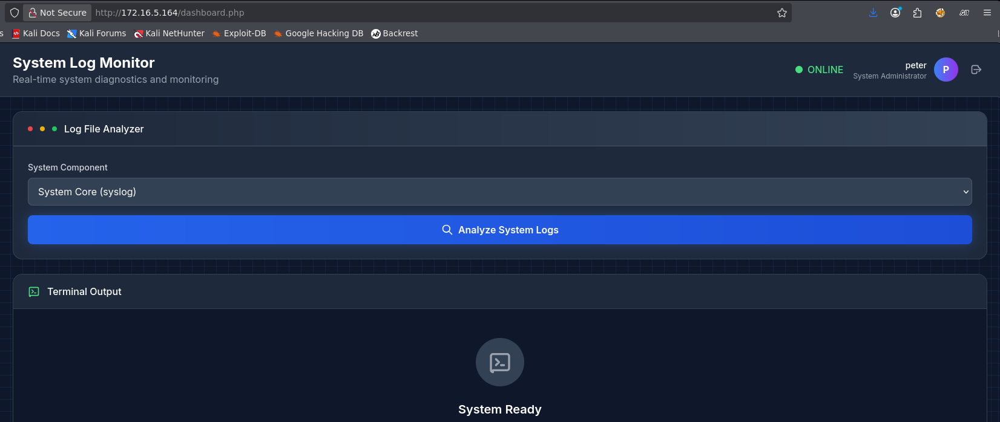 Not Secure http://172.16.5.164/dashboard.php
s Kali Docs Kali Forums Kali NetHunter Exploit-DB Google Hacking DB Backrest
System Log Monitor
Real-time system diagnostics and monitoring
ONLINE
peter
System Administrator
P
Log File Analyzer
System Component
System Core (syslog)
Analyze System Logs
Terminal Output
System Ready